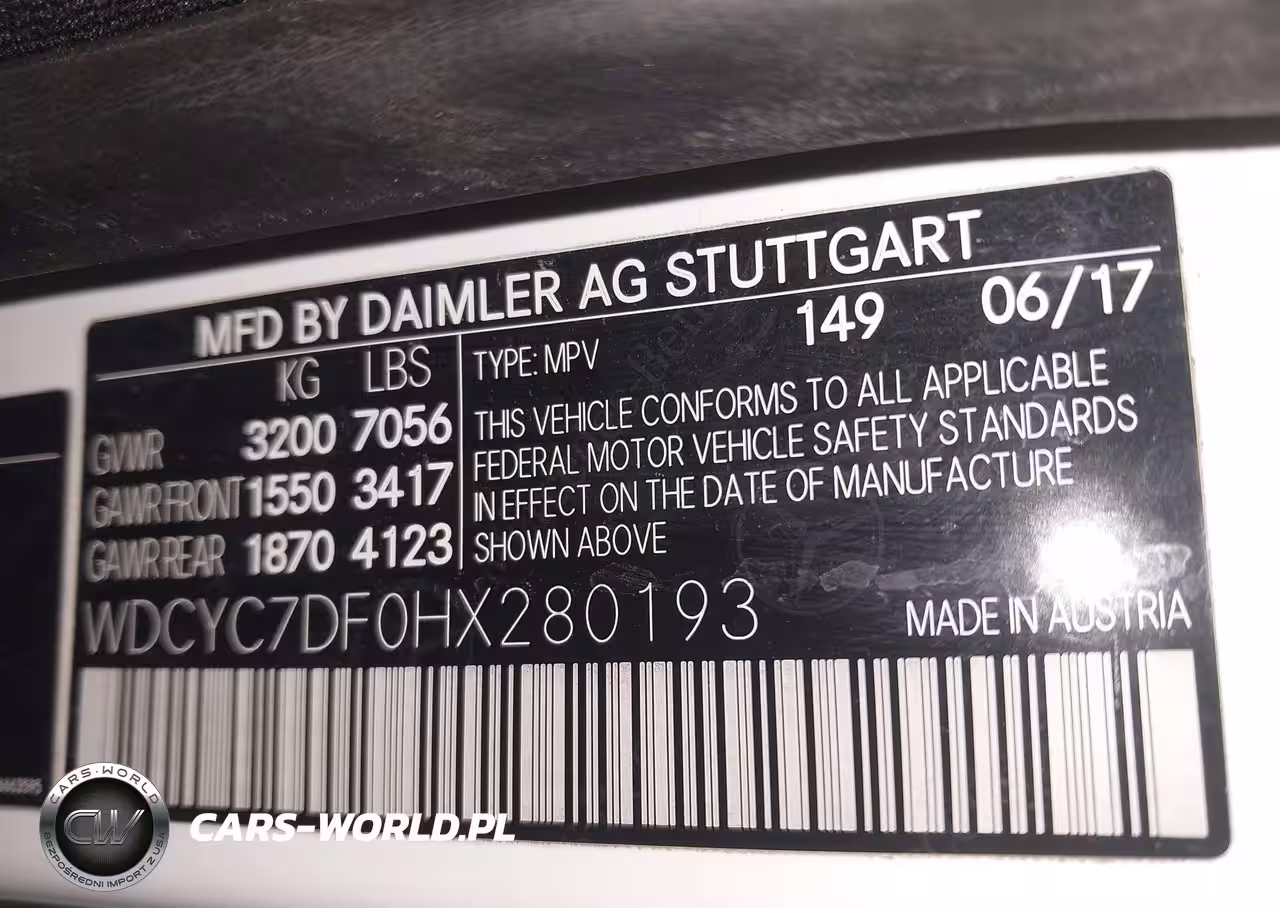 MFD BY DAIMLER AG STUTTGART
KG LBS
GVWR 3200 7056
GAWR FRONT 1550 3417
GAWR REAR 1870 4123
149 06/17
TYPE: MPV
THIS VEHICLE CONFORMS TO ALL APPLICABLE
FEDERAL MOTOR VEHICLE SAFETY STANDARDS
IN EFFECT ON THE DATE OF MANUFACTURE
SHOWN ABOVE
WDCYC7DF0HX280193
MADE IN AUSTRIA
CARS-WORLD
CW
BEZPOŚREDNI IMPORT Z USA
CARS-WORLD.PL